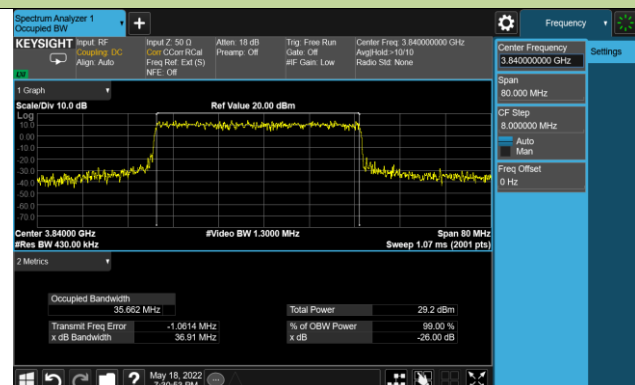 Spectrum Analyzer 1
Occupied BW
Frequency
KEYSIGHT Input: RF Input Z: 50 Ω Atten: 18 dB Trig: Free Run Center Freq: 3.840000000 GHz
Coupling: DC Corr CCorr RCal Preamp: Off Gate: Off Avg|Hold:>10/10
Align: Auto Freq Ref: Ext (S) #IF Gain: Low Radio Std: None
NFE: Off
LXI
Center Frequency
3.840000000 GHz
Settings
Span
80.000 MHz
CF Step
8.000000 MHz
Auto
Man
Freq Offset
0 Hz
1 Graph
Scale/Div 10.0 dB Ref Value 20.00 dBm
Log
10.0
0.00
-10.0
-20.0
-30.0
-40.0
-50.0
-60.0
-70.0
Center 3.84000 GHz #Video BW 1.3000 MHz Span 80 MHz
#Res BW 430.00 kHz Sweep 1.07 ms (2001 pts)
2 Metrics
Occupied Bandwidth
35.662 MHz Total Power 29.2 dBm
Transmit Freq Error -1.0614 MHz % of OBW Power 99.00 %
x dB Bandwidth 36.91 MHz x dB -26.00 dB
May 18, 2022
7:30:53 PM